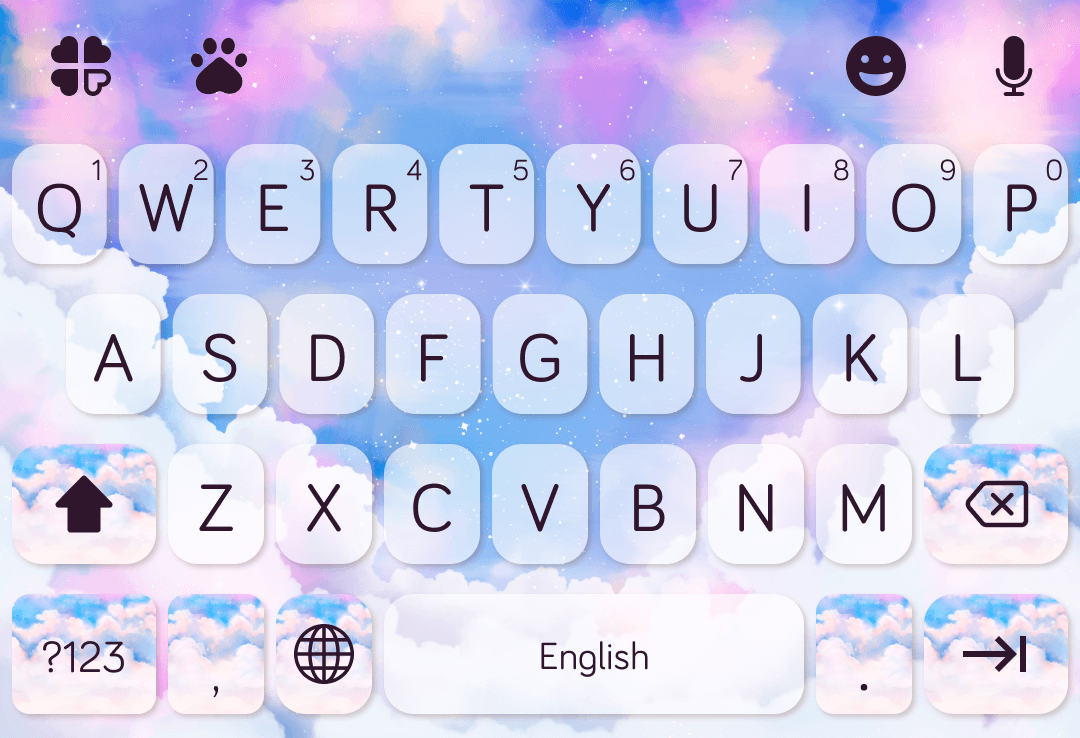 1 2 3 4 5 6 7 8 9 0
Q W E R T Y U I O P
A S D F G H J K L
Z X C V B N M
?123 , English .